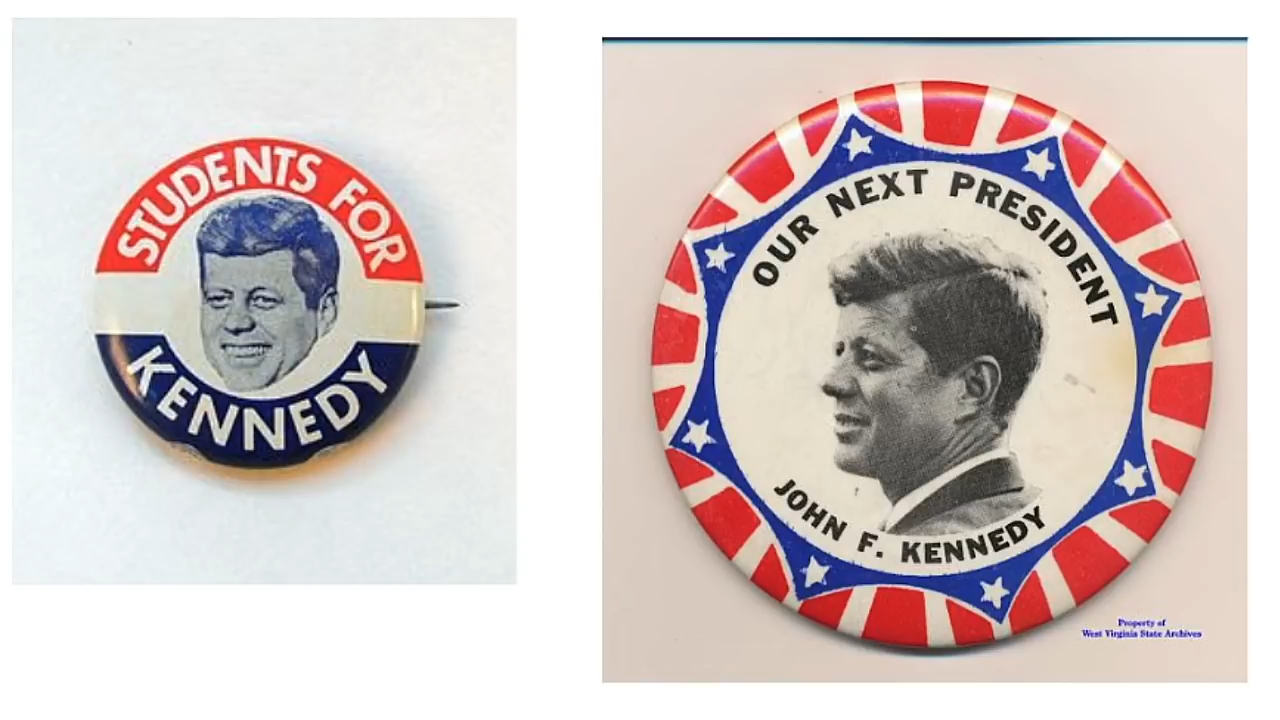 STUDENTS FOR
KENNEDY
OUR NEXT PRESIDENT
JOHN F. KENNEDY
Property of
West Virginia State Archives